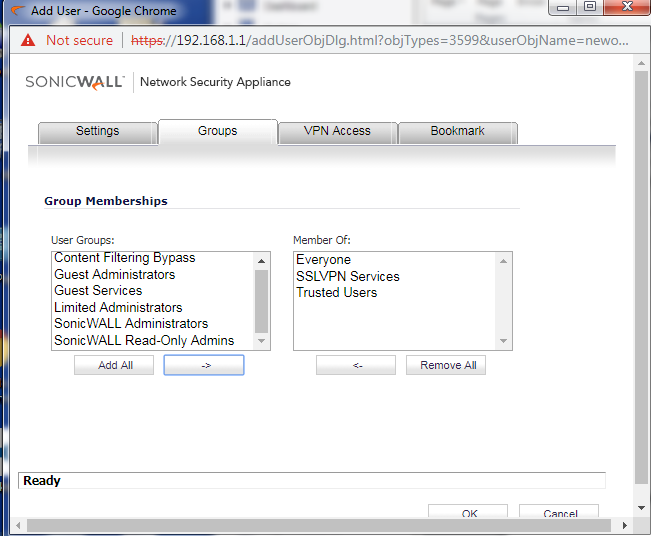 Add User - Google Chrome
Dashboard
Not secure https://192.168.1.1/addUserObjDlg.html?objTypes=3599&userObjName=newo...
SONICWALL Network Security Appliance
Settings Groups VPN Access Bookmark
Group Memberships
User Groups: Member Of:
Content Filtering Bypass
Guest Administrators
Guest Services
Limited Administrators
SonicWALL Administrators
SonicWALL Read-Only Admins
Everyone
SSLVPN Services
Trusted Users
Add All -> <- Remove All
Ready
OK Cancel